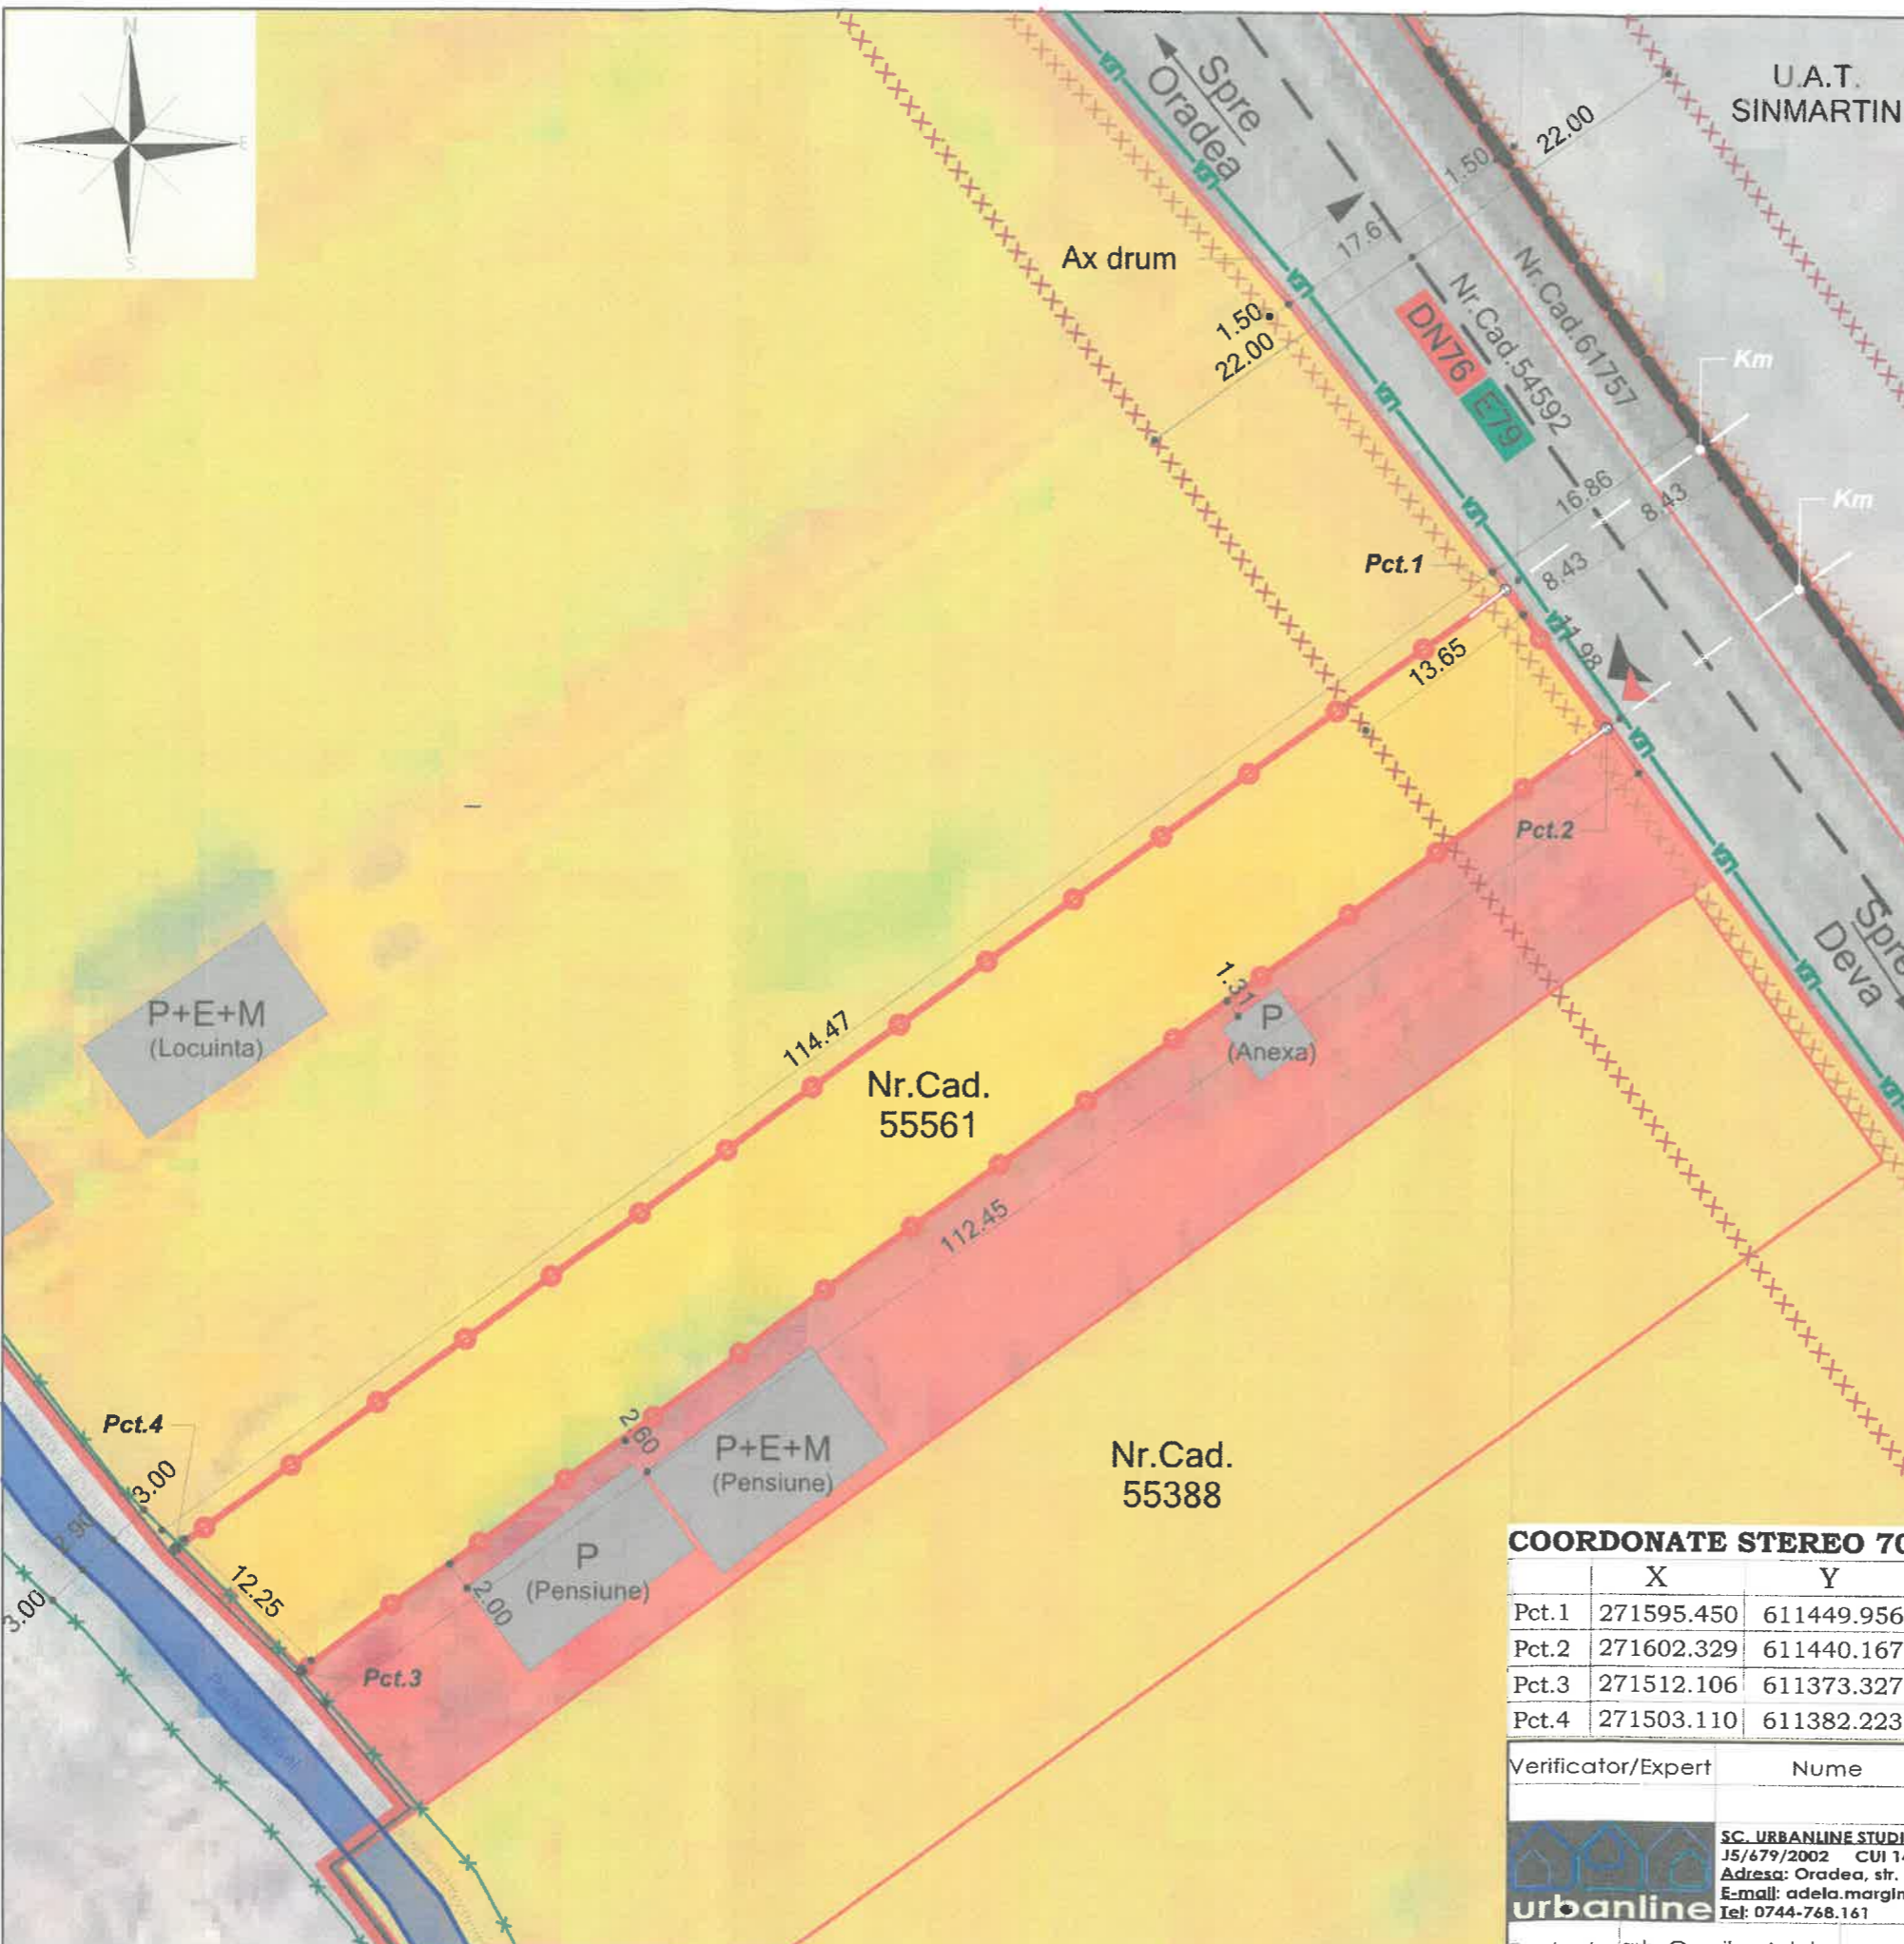 N
E
S
U.A.T.
SINMARTIN
Spre
Oradea
22.00
1.50
17.6
Ax drum
Nr.Cad.61757
Nr.Cad.54592
DN76
E79
1.50
22.00
Km
Km
16.86
8.43
8.43
Pct.1
11.98
13.65
Pct.2
Spre
Deva
1.31
P
(Anexa)
P+E+M
(Locuinta)
114.47
Nr.Cad.
55561
112.45
Pct.4
3.00
2.90
3.00
12.25
2.60
P+E+M
(Pensiune)
P
(Pensiune)
2.00
Pct.3
Nr.Cad.
55388
COORDONATE STEREO 70
X Y
Pct.1 271595.450 611449.956
Pct.2 271602.329 611440.167
Pct.3 271512.106 611373.327
Pct.4 271503.110 611382.223
Verificator/Expert Nume
urbanline
SC. URBANLINE STUDI
J5/679/2002 CUI 14
Adresa: Oradea, str.
E-mail: adela.margin
Tel: 0744-768.161